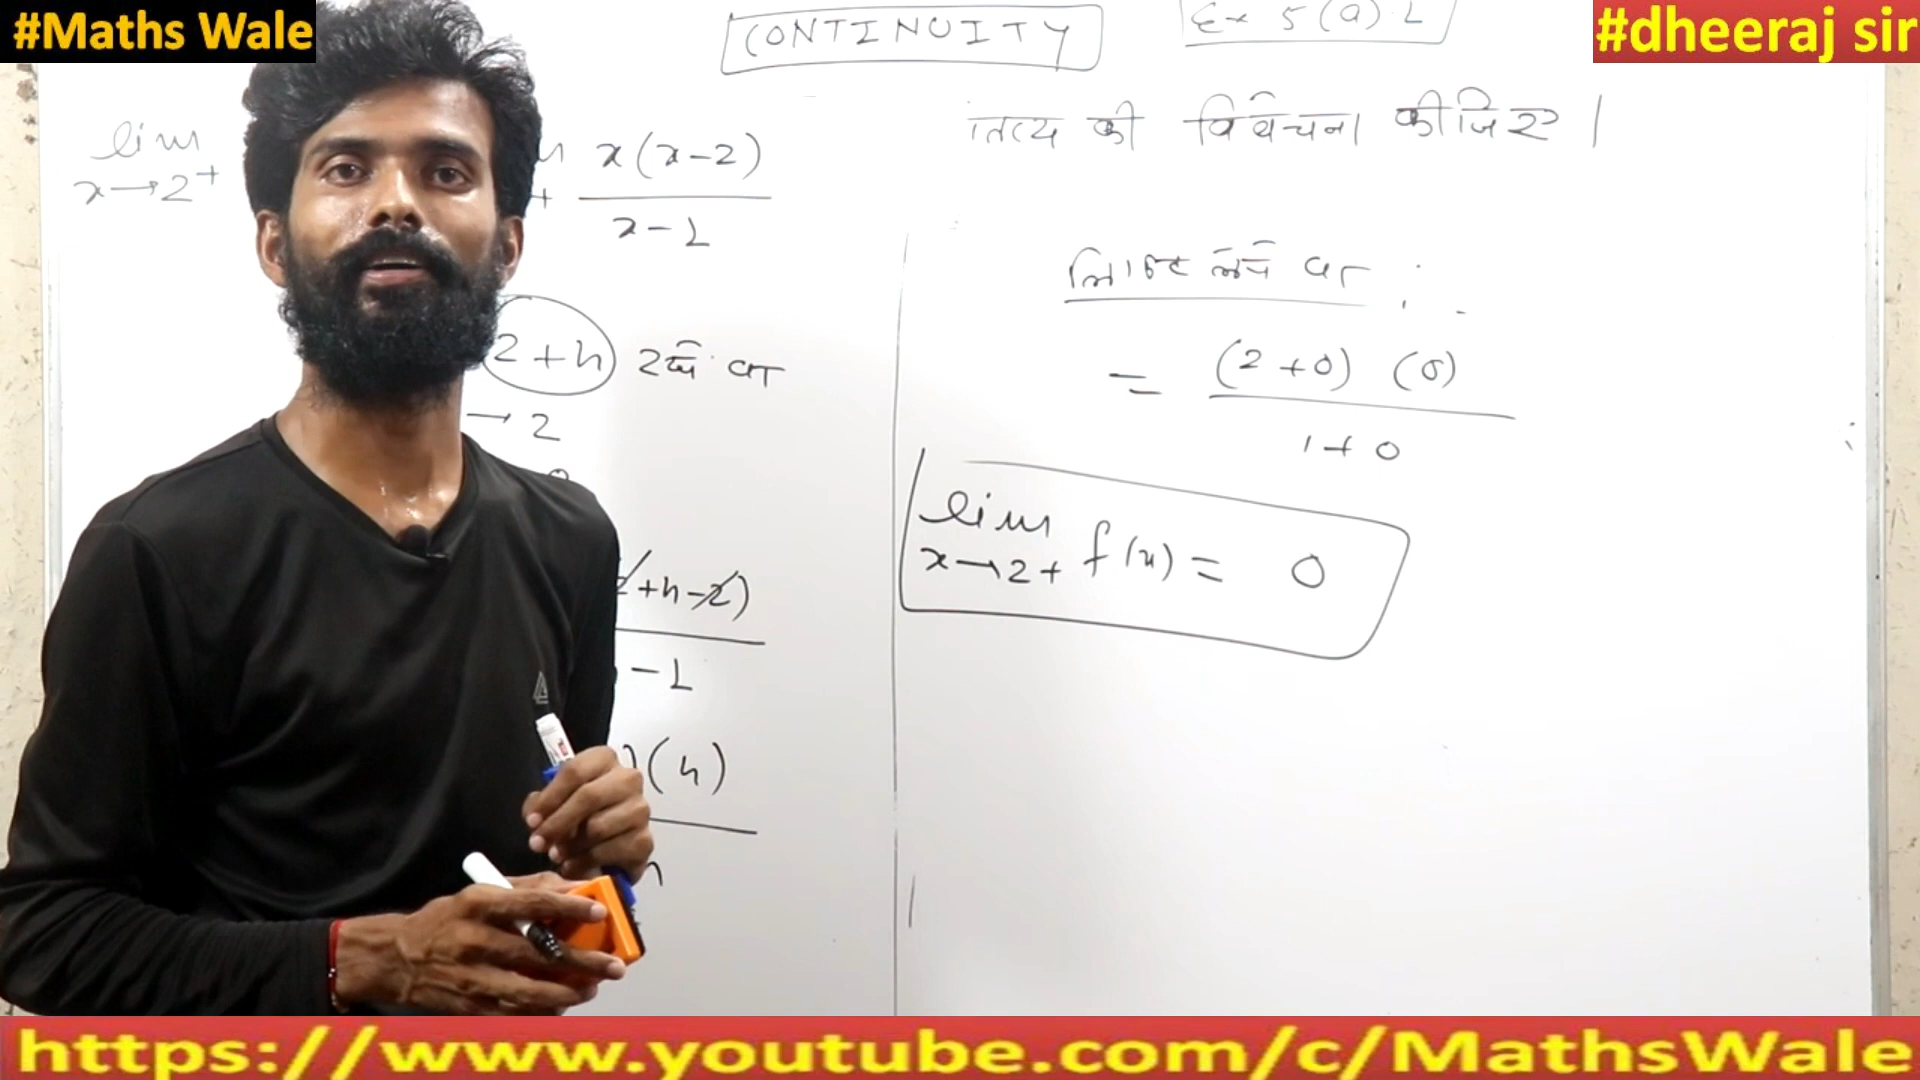 #Maths Wale
#dheeraj sir
CONTINUITY
Ex 5(a).L
की विवेचना कीजिए।
lim
x→2+
x(x-2)
x-1
2+h
→2
+h-2)
-1
(h)
लिमिट लेने पर :-
= (2+0) (0)
1+0
lim
x→2+ f(x) = 0
https://www.youtube.com/c/MathsWale